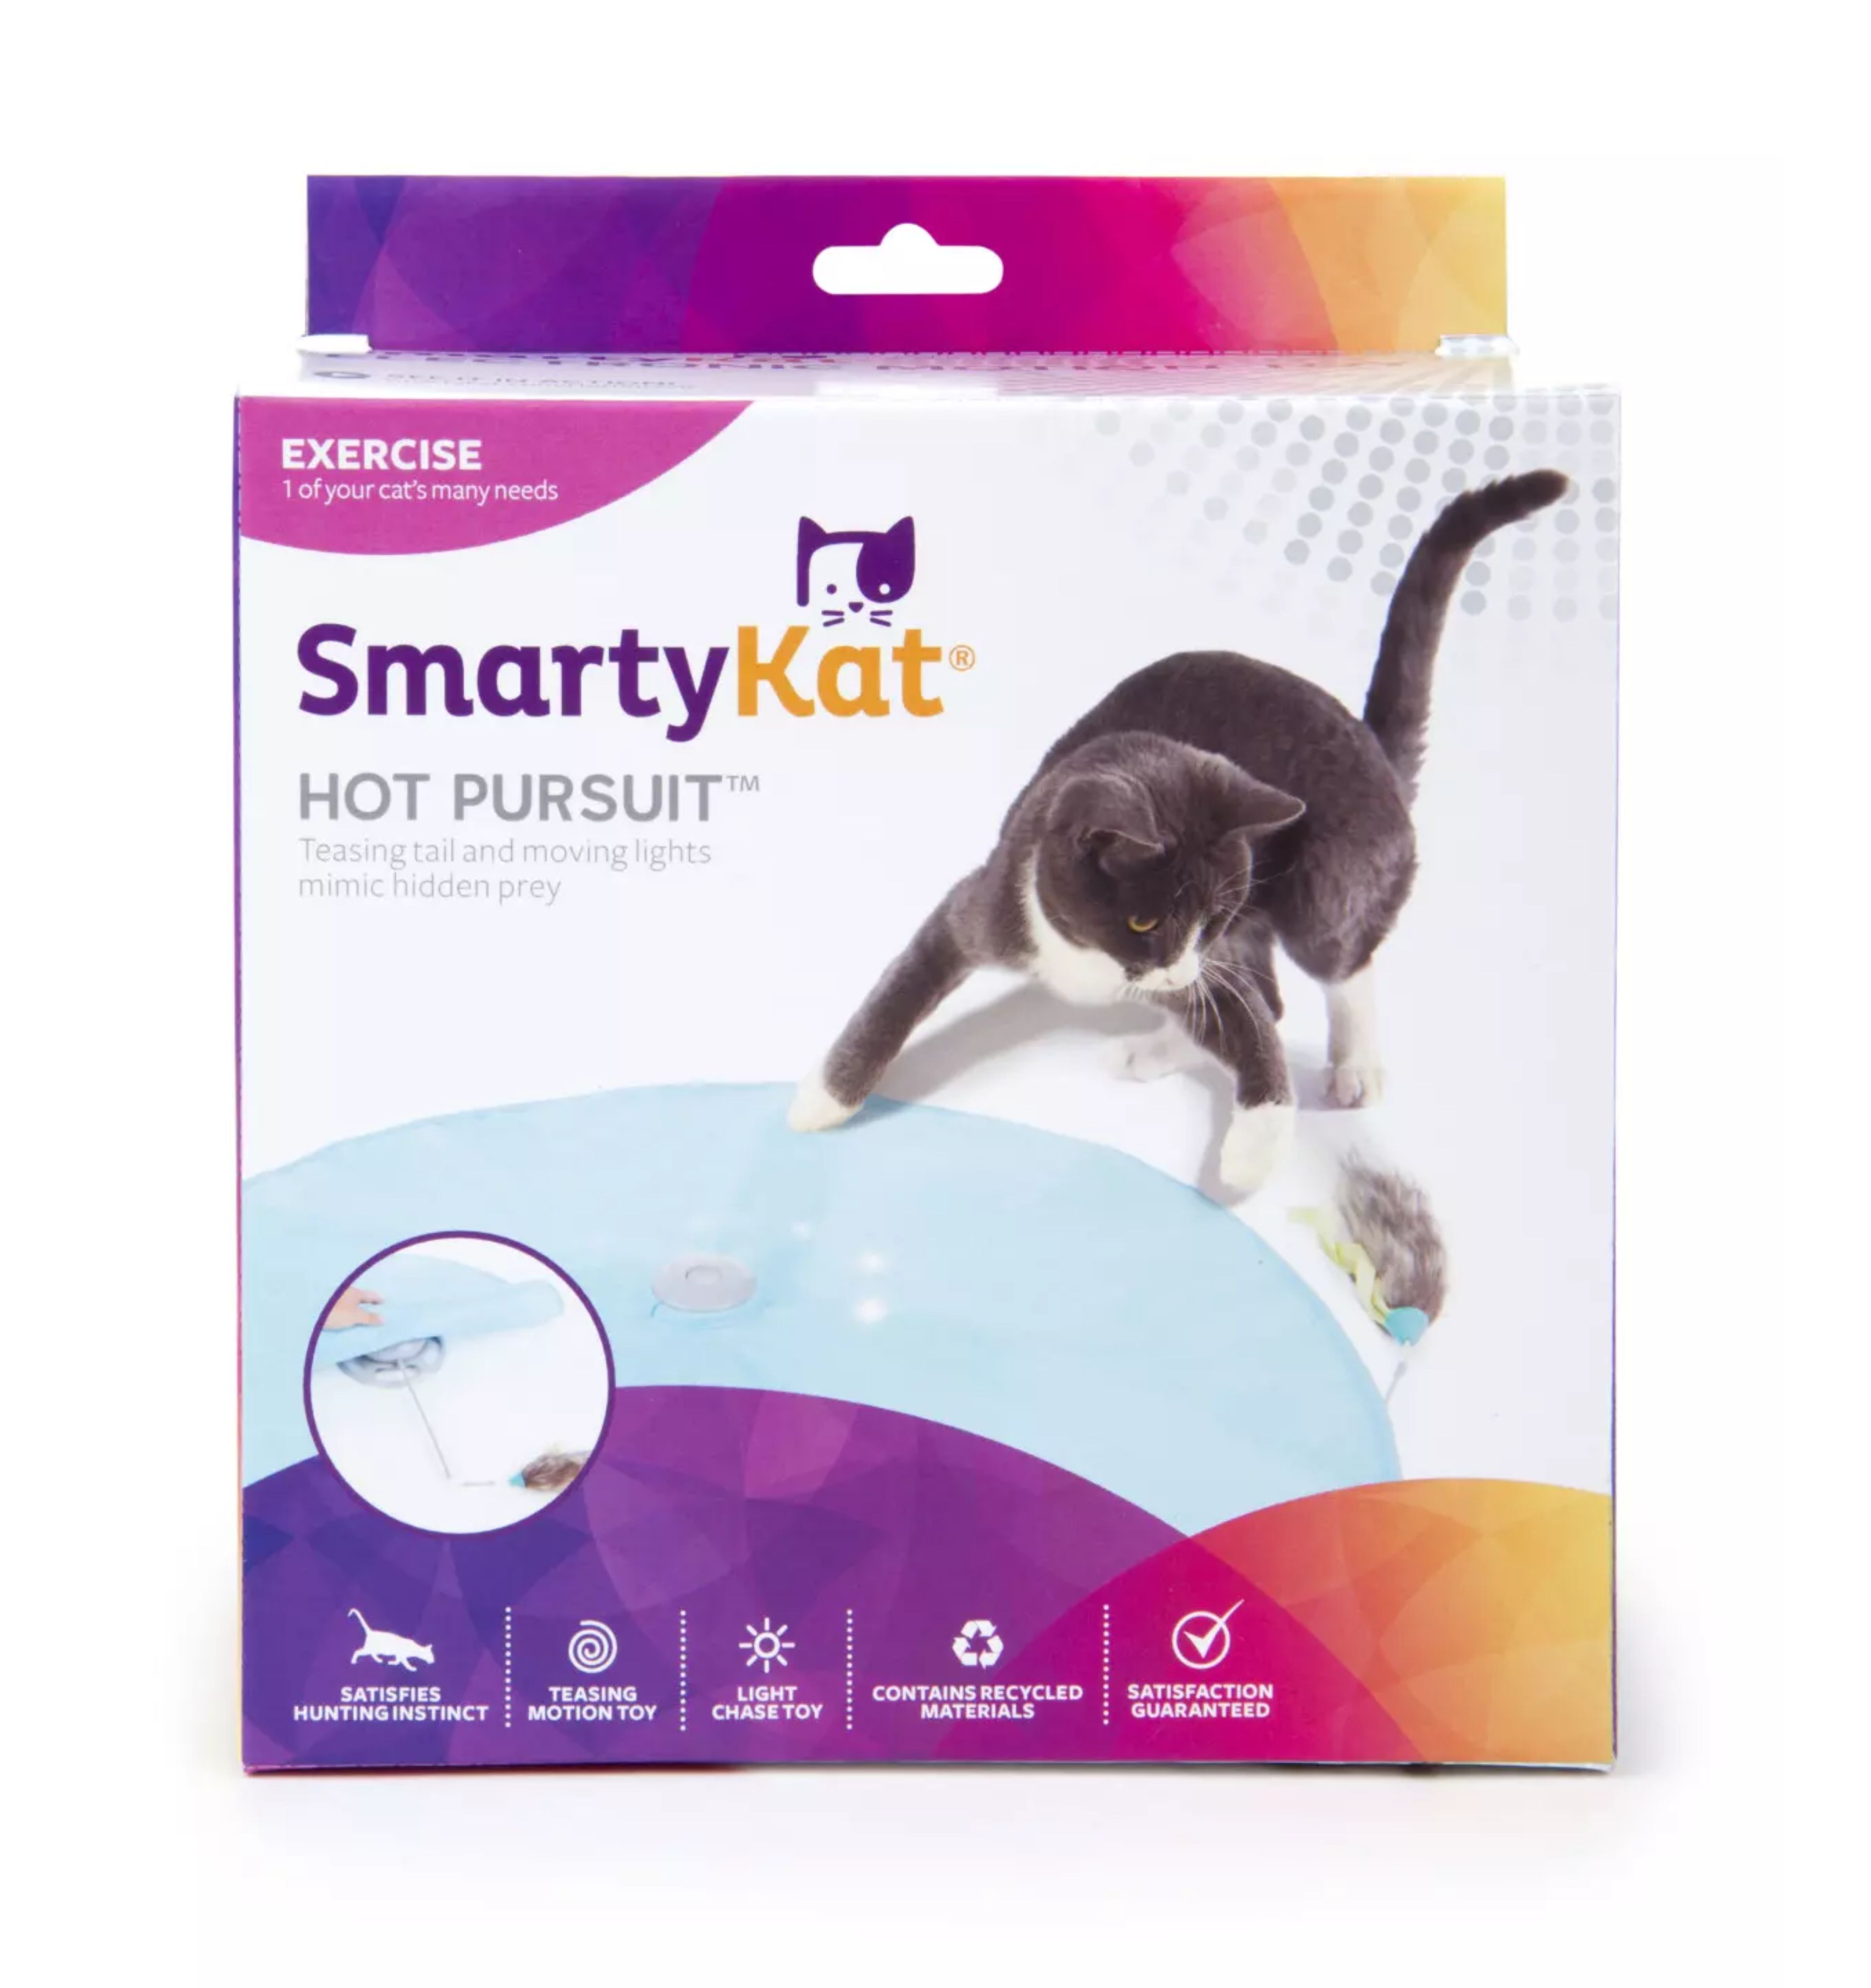 EXERCISE
1 of your cat's many needs
SmartyKat®
HOT PURSUIT™
Teasing tail and moving lights
mimic hidden prey
SATISFIES
HUNTING INSTINCT
TEASING
MOTION TOY
LIGHT
CHASE TOY
CONTAINS RECYCLED
MATERIALS
SATISFACTION
GUARANTEED